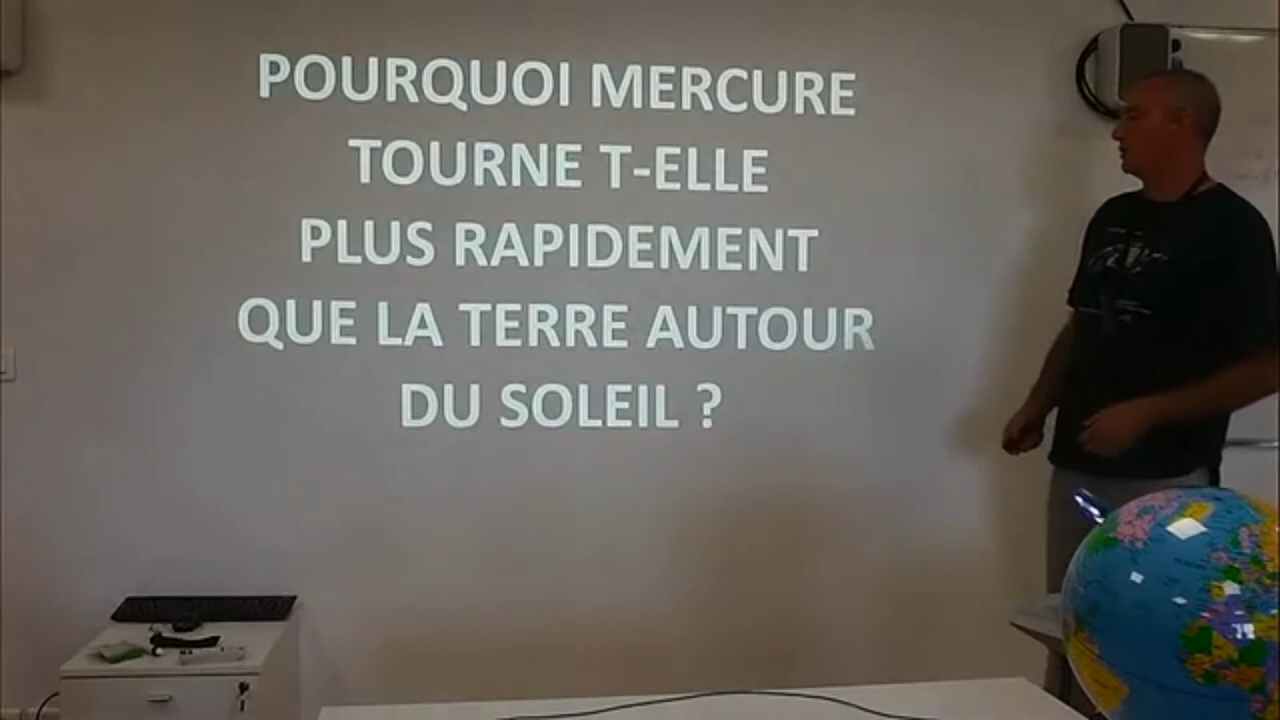 POURQUOI MERCURE
TOURNE T-ELLE
PLUS RAPIDEMENT
QUE LA TERRE AUTOUR
DU SOLEIL ?